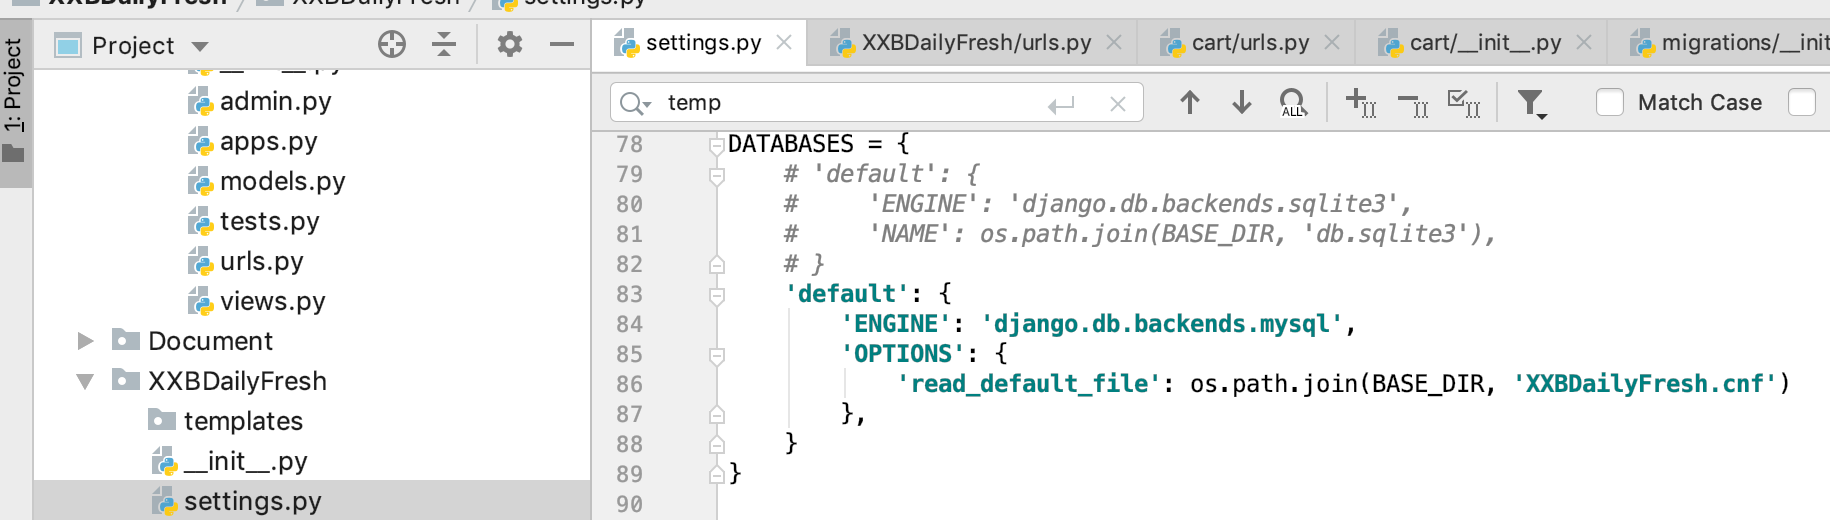 XXBDailyFresh / XXBDailyFresh / settings.py
1: Project
Project
settings.py
XXBDailyFresh/urls.py
cart/urls.py
cart/__init__.py
migrations/__init
temp
ALL
Match Case
admin.py
apps.py
models.py
tests.py
urls.py
views.py
Document
XXBDailyFresh
templates
__init__.py
settings.py
78 DATABASES = {
79 # 'default': {
80 #     'ENGINE': 'django.db.backends.sqlite3',
81 #     'NAME': os.path.join(BASE_DIR, 'db.sqlite3'),
82 # }
83 'default': {
84 'ENGINE': 'django.db.backends.mysql',
85 'OPTIONS': {
86 'read_default_file': os.path.join(BASE_DIR, 'XXBDailyFresh.cnf')
87 },
88 }
89 }
90